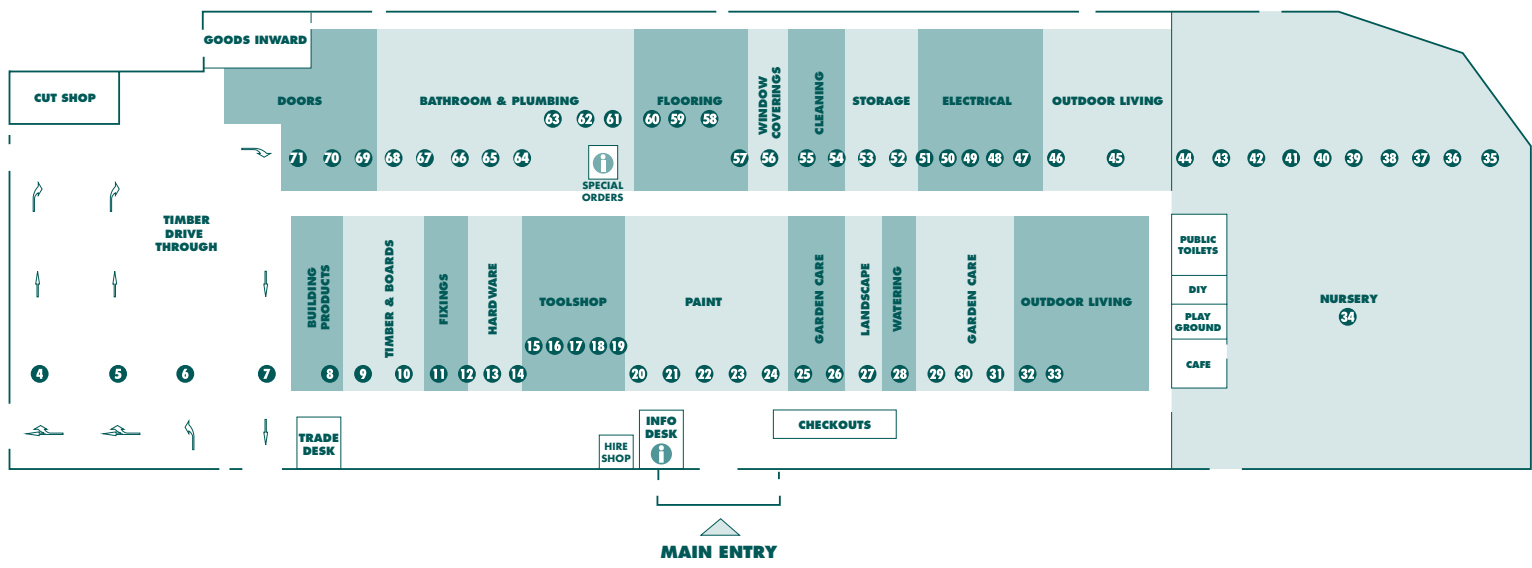 GOODS INWARD
CUT SHOP
DOORS
BATHROOM & PLUMBING
FLOORING
WINDOW
COVERINGS
CLEANING
STORAGE
ELECTRICAL
OUTDOOR LIVING
63 62 61 60 59 58
71 70 69 68 67 66 65 64 57 56 55 54 53 52 51 50 49 48 47 46 45 44 43 42 41 40 39 38 37 36 35
i
SPECIAL
ORDERS
TIMBER
DRIVE
THROUGH
BUILDING
PRODUCTS
TIMBER & BOARDS
FIXINGS
HARDWARE
TOOLSHOP
PAINT
GARDEN CARE
LANDSCAPE
WATERING
GARDEN CARE
OUTDOOR LIVING
PUBLIC
TOILETS
DIY
PLAY
GROUND
CAFE
NURSERY
34
15 16 17 18 19
4 5 6 7 8 9 10 11 12 13 14 20 21 22 23 24 25 26 27 28 29 30 31 32 33
TRADE
DESK
HIRE
SHOP
INFO
DESK
i
CHECKOUTS
MAIN ENTRY